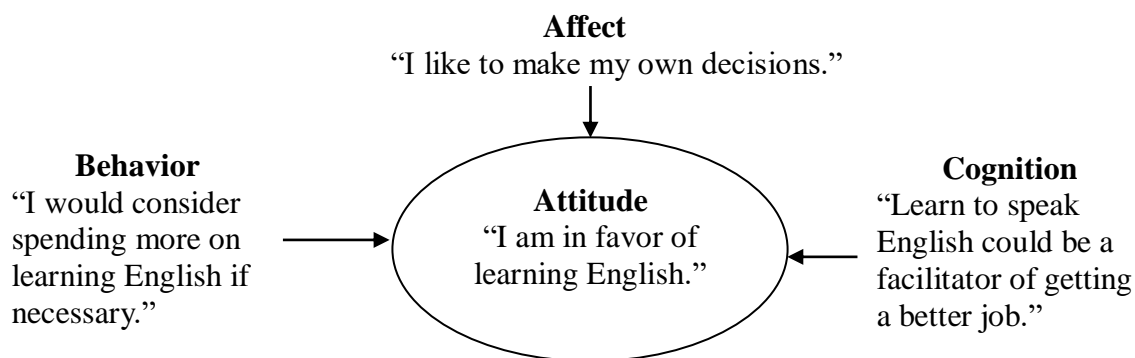 Affect
“I like to make my own decisions.”
Behavior
“I would consider
spending more on
learning English if
necessary.”
Attitude
“I am in favor of
learning English.”
Cognition
“Learn to speak
English could be a
facilitator of getting
a better job.”